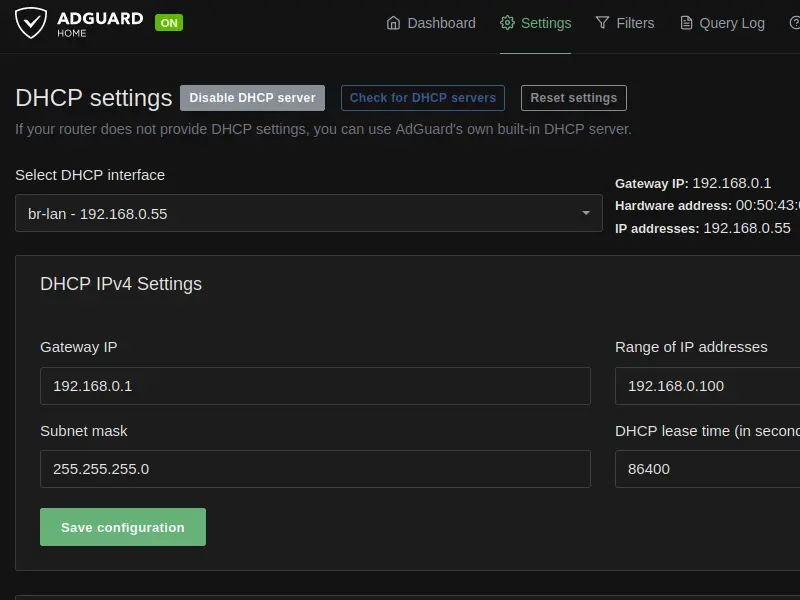 ADGUARD ON
HOME
Dashboard Settings Filters Query Log
DHCP settings Disable DHCP server Check for DHCP servers Reset settings
If your router does not provide DHCP settings, you can use AdGuard's own built-in DHCP server.
Select DHCP interface
br-lan - 192.168.0.55
Gateway IP: 192.168.0.1
Hardware address: 00:50:43:
IP addresses: 192.168.0.55
DHCP IPv4 Settings
Gateway IP
192.168.0.1
Range of IP addresses
192.168.0.100
Subnet mask
255.255.255.0
DHCP lease time (in second
86400
Save configuration